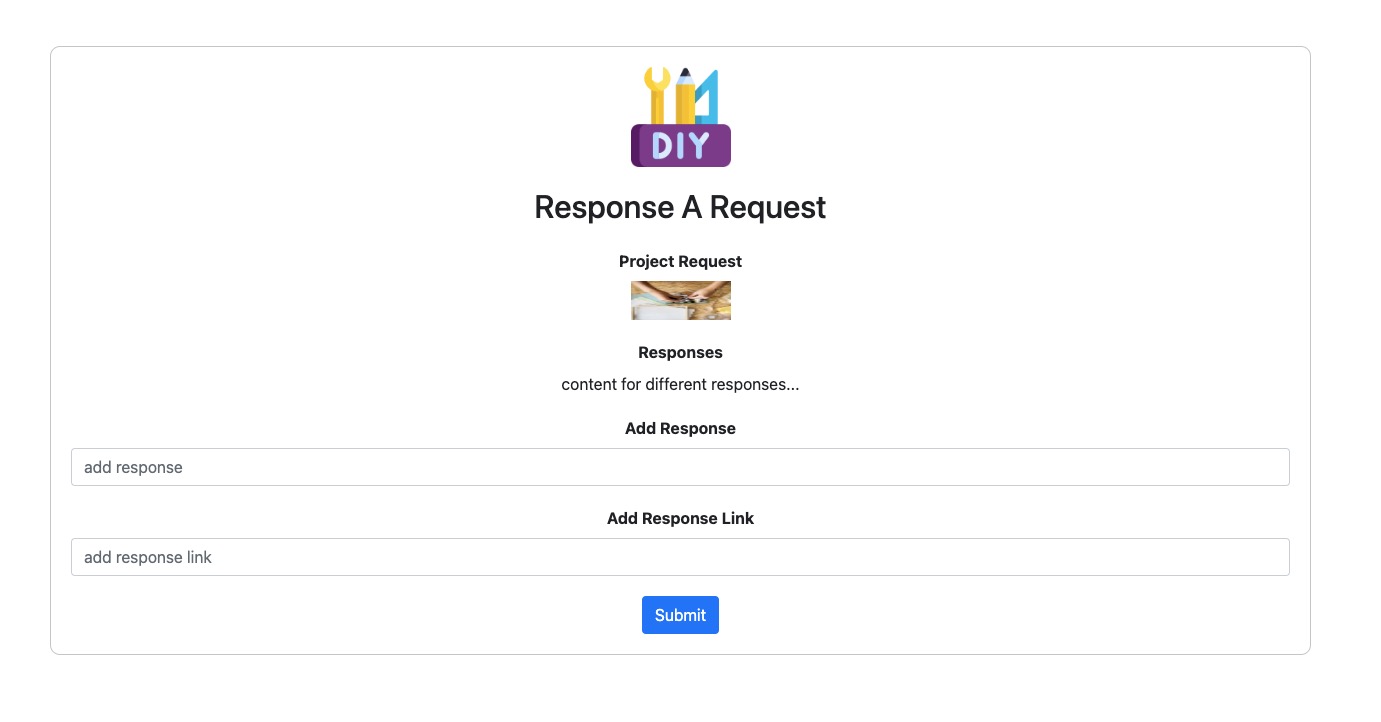 DIY
Response A Request
Project Request
Responses
content for different responses...
Add Response
add response
Add Response Link
add response link
Submit